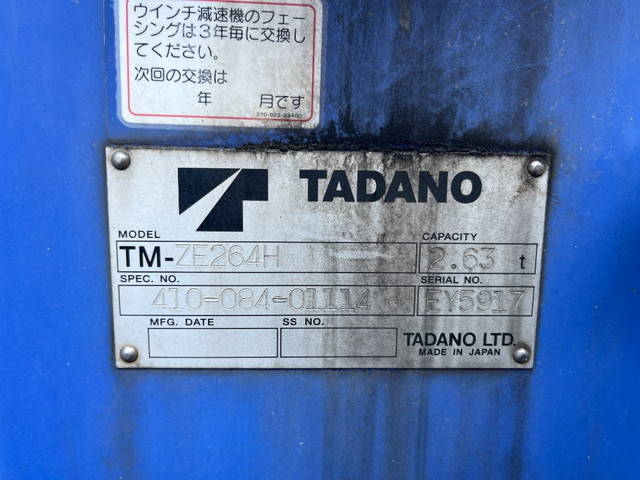 ウインチ減速機のフェー
シングは3年毎に交換し
てください。
次回の交換は
年 月です
370-022-24400
TADANO
MODEL CAPACITY
TM-ZE264H 2.63 t
SPEC. NO. SERIAL NO.
410-084-01114 EY5917
MFG. DATE SS NO.
TADANO LTD.
MADE IN JAPAN